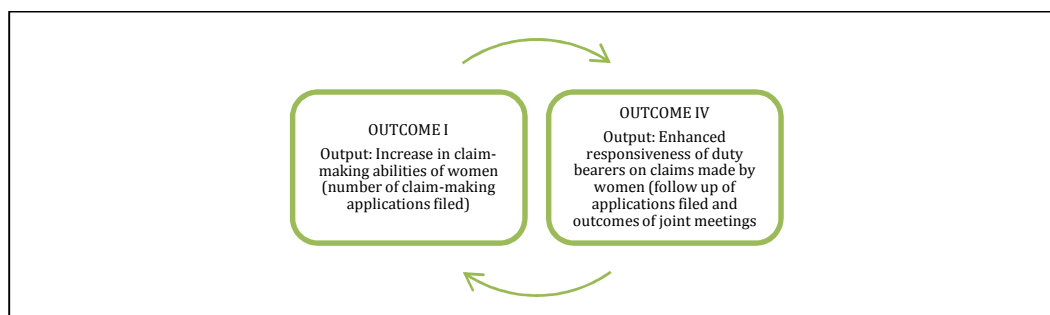 OUTCOME I
Output: Increase in claim-
making abilities of women
(number of claim-making
applications filed)
OUTCOME IV
Output: Enhanced
responsiveness of duty
bearers on claims made by
women (follow up of
applications filed and
outcomes of joint meetings